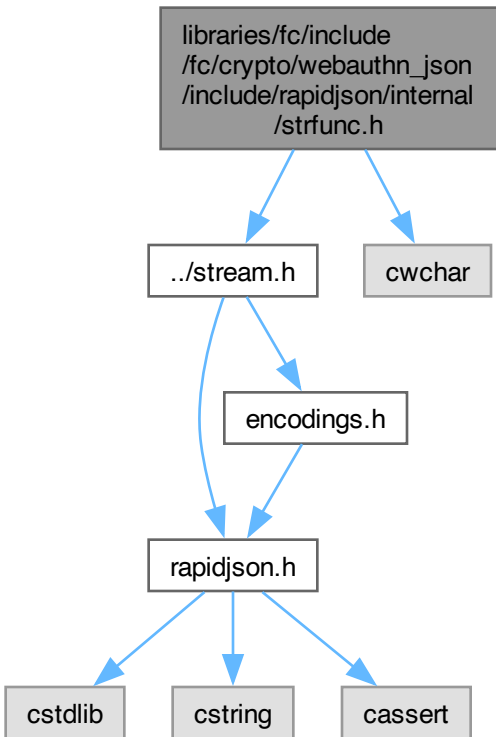 libraries/fc/include
/fc/crypto/webauthn_json
/include/rapidjson/internal
/strfunc.h
../stream.h
cwchar
encodings.h
rapidjson.h
cstdlib
cstring
cassert